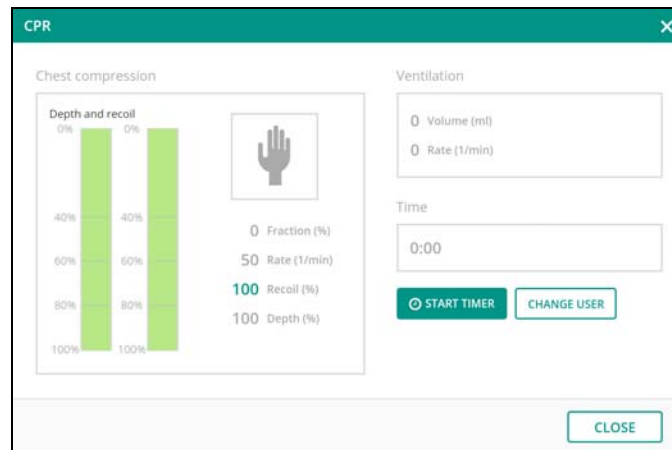 CPR
Chest compression
Depth and recoil
0% 0%
40% 40%
60% 60%
80% 80%
100% 100%
0 Fraction (%)
50 Rate (1/min)
100 Recoil (%)
100 Depth (%)
Ventilation
0 Volume (ml)
0 Rate (1/min)
Time
0:00
START TIMER
CHANGE USER
CLOSE